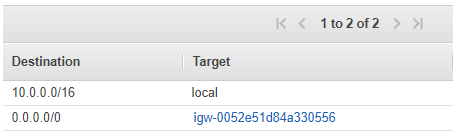 1 to 2 of 2
Destination Target
10.0.0.0/16 local
0.0.0.0/0 igw-0052e51d84a330556